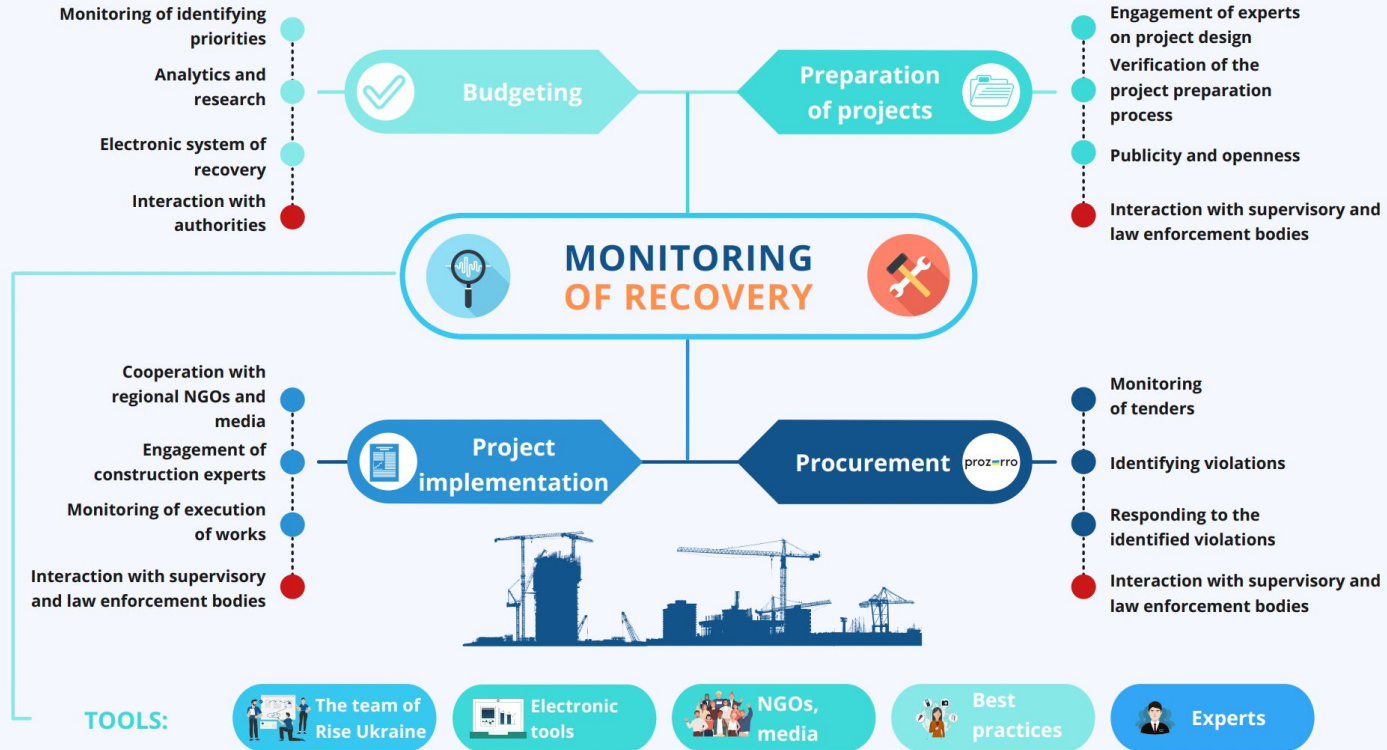 Monitoring of identifying
priorities
Analytics and
research
Electronic system of
recovery
Interaction with
authorities
Budgeting
Preparation
of projects
Engagement of experts
on project design
Verification of the
project preparation
process
Publicity and openness
Interaction with supervisory and
law enforcement bodies
MONITORING
OF RECOVERY
Cooperation with
regional NGOs and
media
Engagement of
construction experts
Monitoring of execution
of works
Interaction with supervisory
and law enforcement bodies
Project
implementation
Procurement
prozorro
Monitoring
of tenders
Identifying violations
Responding to the
identified violations
Interaction with supervisory and
law enforcement bodies
TOOLS:
The team of
Rise Ukraine
Electronic
tools
NGOs,
media
Best
practices
Experts